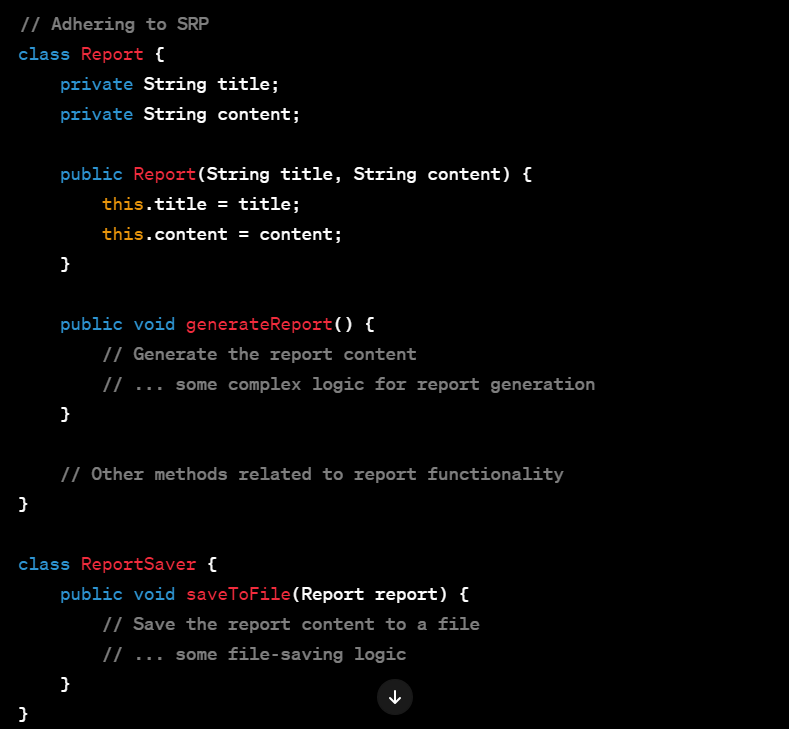 // Adhering to SRP
class Report {
    private String title;
    private String content;

    public Report(String title, String content) {
        this.title = title;
        this.content = content;
    }

    public void generateReport() {
        // Generate the report content
        // ... some complex logic for report generation
    }

    // Other methods related to report functionality
}

class ReportSaver {
    public void saveToFile(Report report) {
        // Save the report content to a file
        // ... some file-saving logic
    }
}